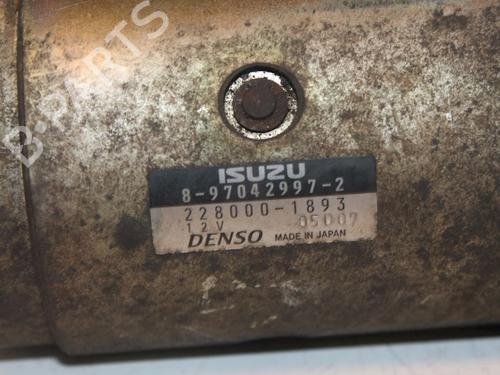 B-PARTS
ISUZU
8-97042997-2
228000-1893
12V 05007
DENSO MADE IN JAPAN